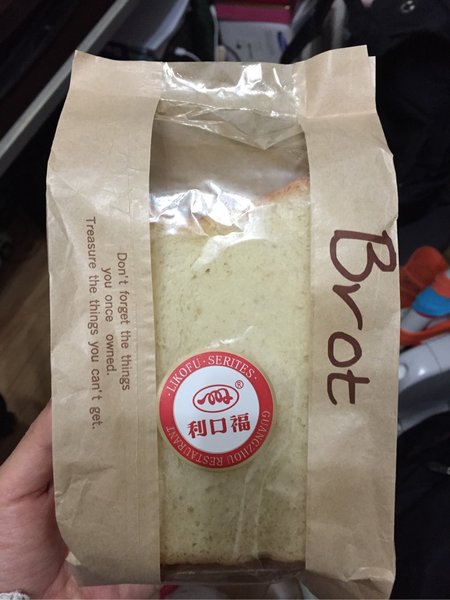 Don't forget the things
you once owned.
Treasure the things you can't get.
Brot
LIKOFU · SERITES ·
®
利口福
GUANGZHOU RESTAURANT